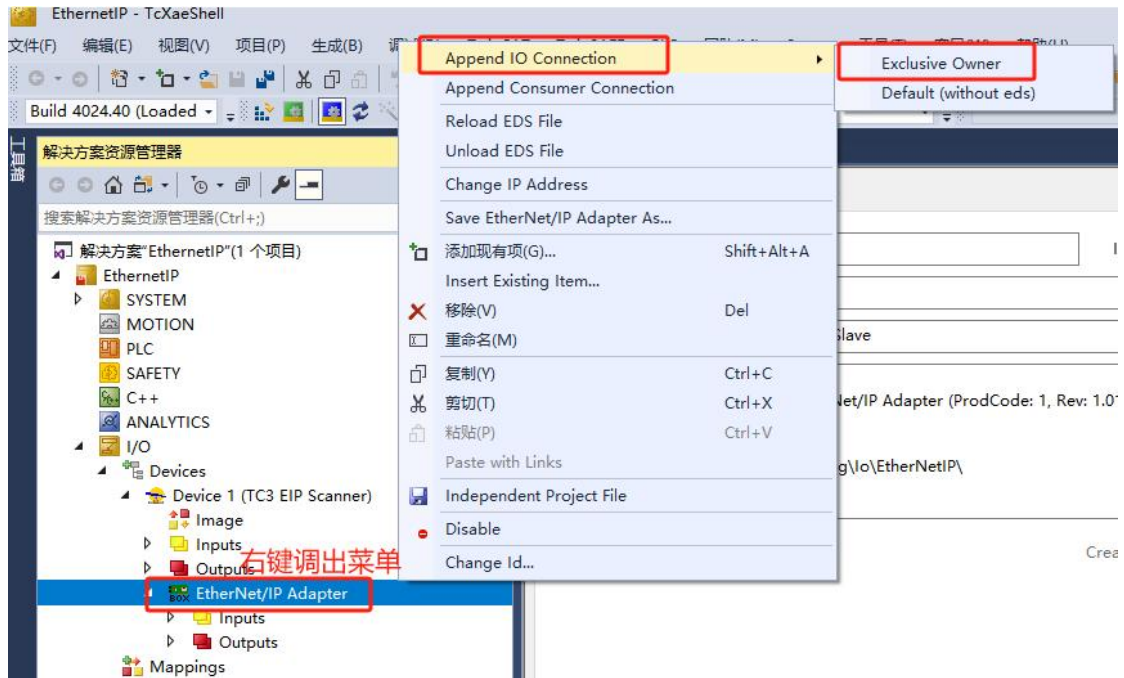 EthernetIP - TcXaeShell
文件(F) 编辑(E) 视图(V) 项目(P) 生成(B)
Build 4024.40 (Loaded
工具箱
解决方案资源管理器
搜索解决方案资源管理器(Ctrl+;)
解决方案"EthernetIP"(1 个项目)
EthernetIP
SYSTEM
MOTION
PLC
SAFETY
C++
ANALYTICS
I/O
Devices
Device 1 (TC3 EIP Scanner)
Image
Inputs
Outputs
右键调出菜单
EtherNet/IP Adapter
Inputs
Outputs
Mappings
Append IO Connection
Append Consumer Connection
Reload EDS File
Unload EDS File
Change IP Address
Save EtherNet/IP Adapter As...
添加现有项(G)... Shift+Alt+A
Insert Existing Item...
移除(V) Del
重命名(M)
复制(Y) Ctrl+C
剪切(T) Ctrl+X
粘贴(P) Ctrl+V
Paste with Links
Independent Project File
Disable
Change Id...
Exclusive Owner
Default (without eds)
Slave
Net/IP Adapter (ProdCode: 1, Rev: 1.0
g\Io\EtherNetIP\
Crea